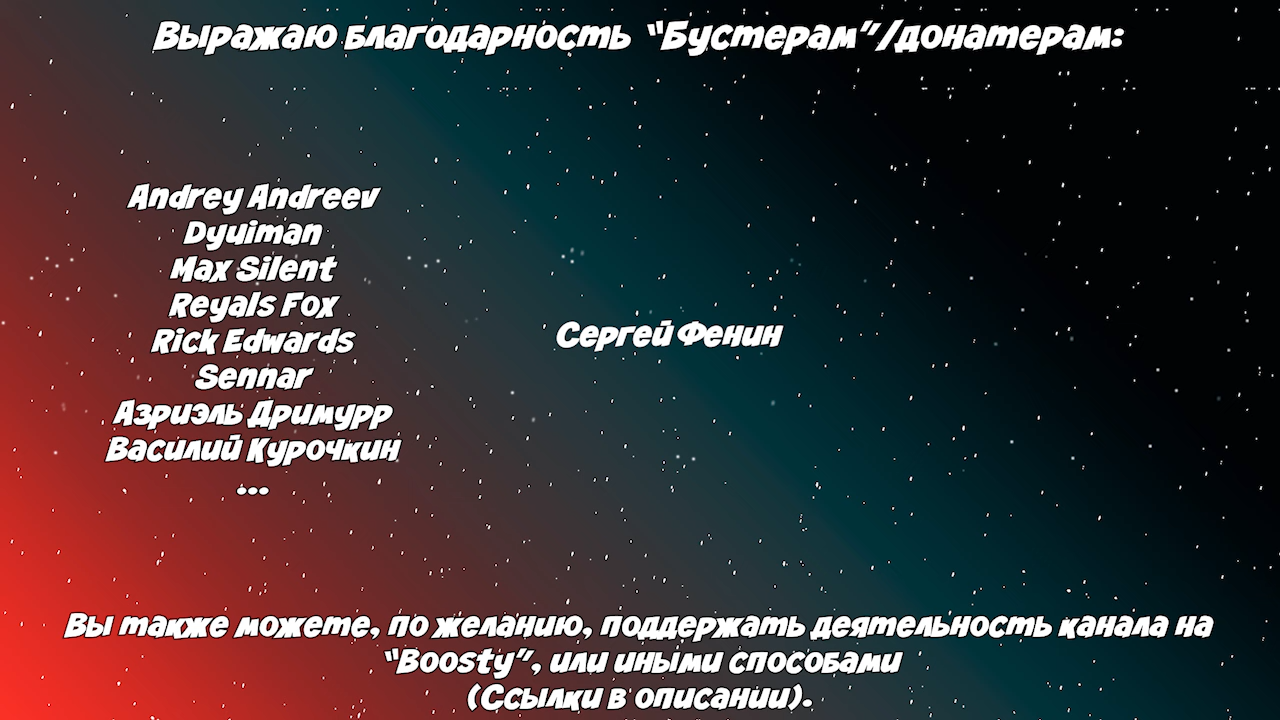 Выражаю благодарность “Бустерам”/донатерам:
Andrey Andreev
Dyuiman
Max Silent
Reyals Fox
Rick Edwards
Sennar
Азриэль Дримурр
Василий Курочкин
...
Сергей Фенин
Вы также можете, по желанию, поддержать деятельность канала на
“Boosty”, или иными способами
(Ссылки в описании).